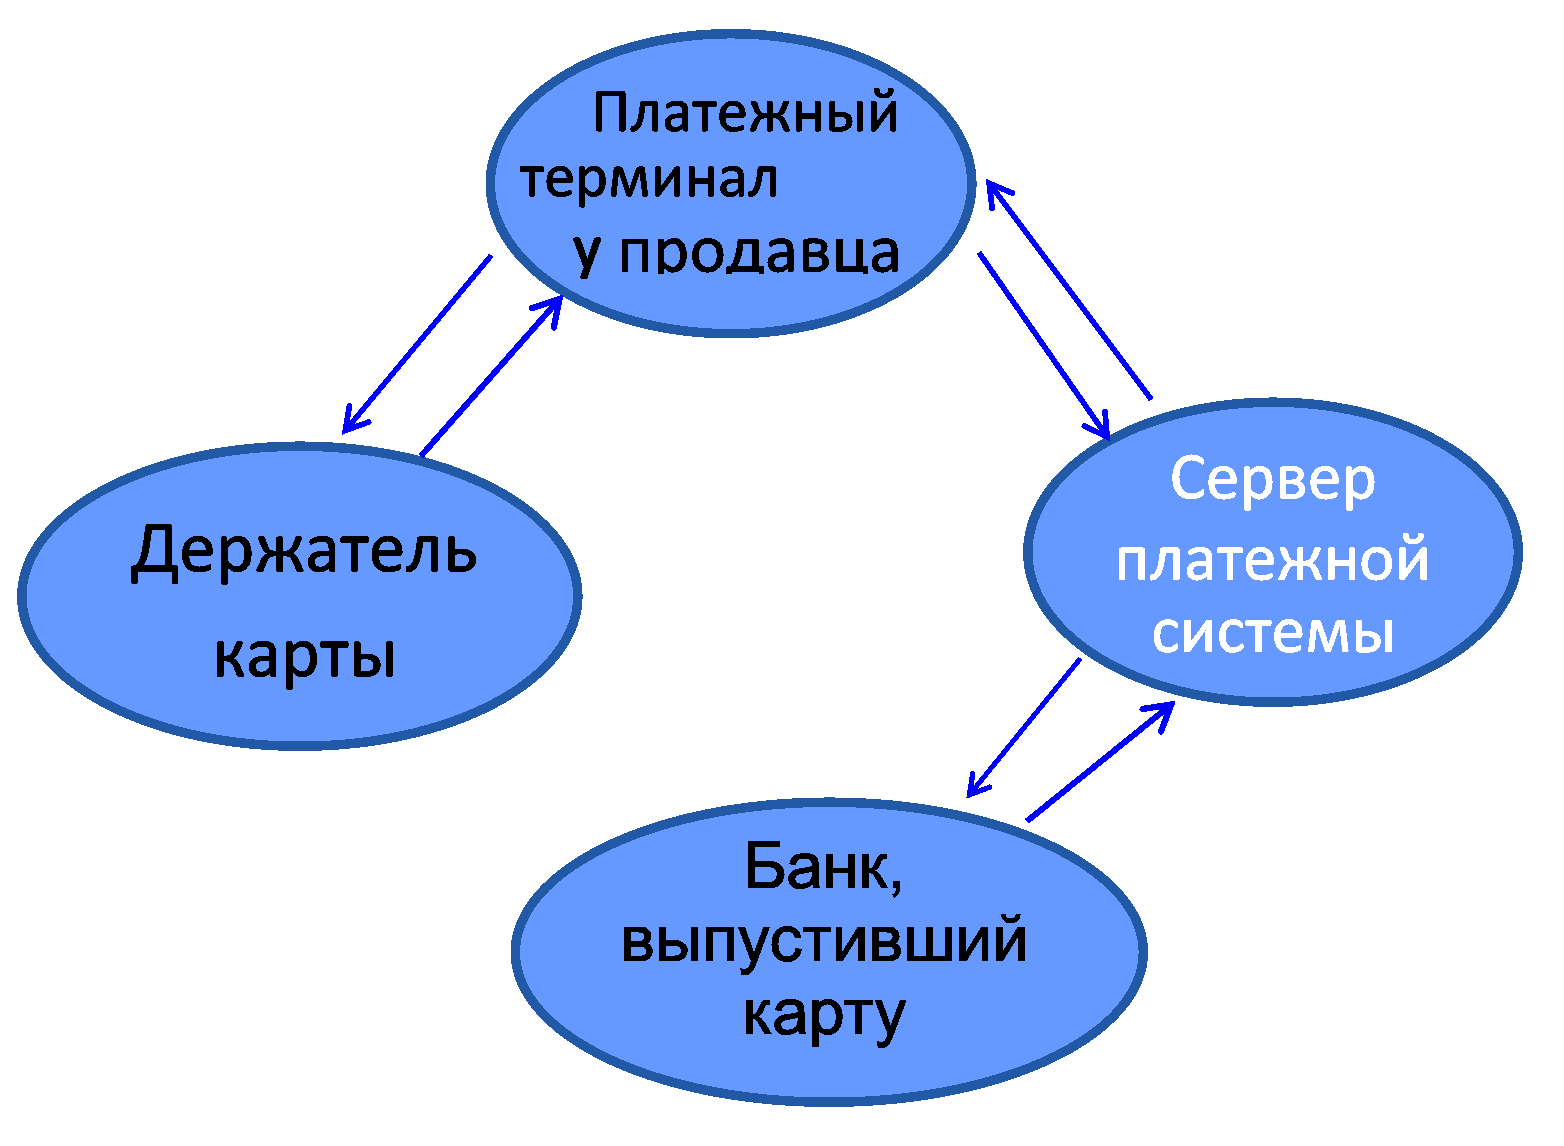 Платежный
терминал
у продавца
Держатель
карты
Сервер
платежной
системы
Банк,
выпустивший
карту